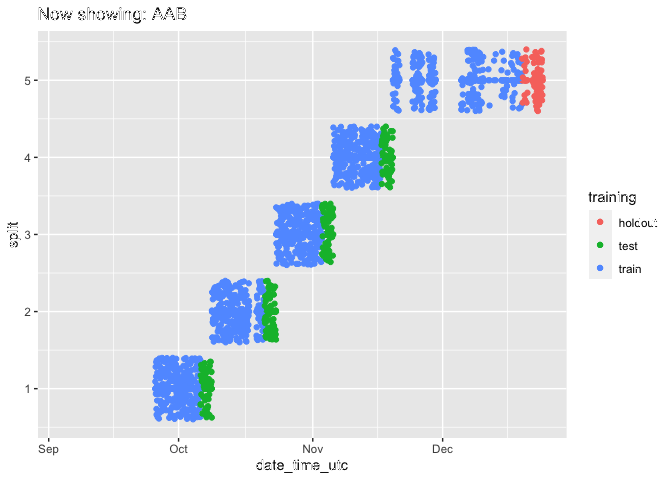 Now showing: AAB
split
5
4
3
2
1
Sep Oct Nov Dec
date_time_utc
training
holdout
test
train